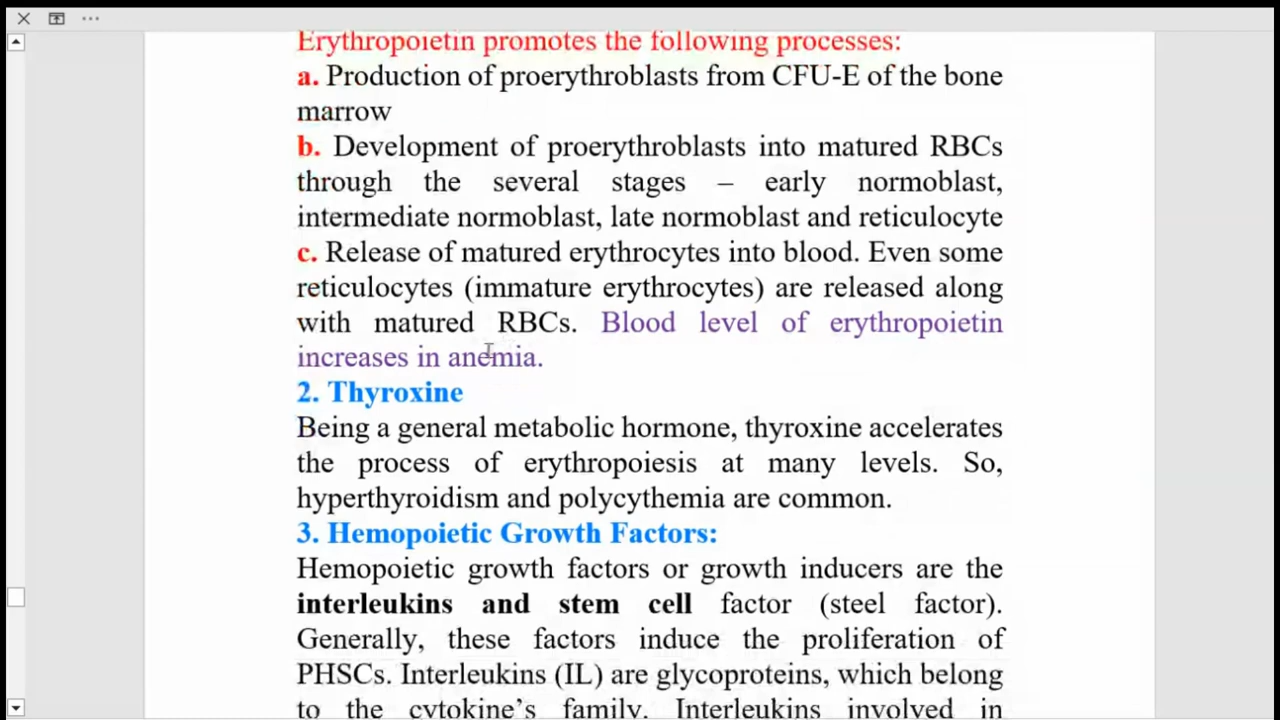 Erythropoietin promotes the following processes:
a. Production of proerythroblasts from CFU-E of the bone
marrow
b. Development of proerythroblasts into matured RBCs
through the several stages – early normoblast,
intermediate normoblast, late normoblast and reticulocyte
c. Release of matured erythrocytes into blood. Even some
reticulocytes (immature erythrocytes) are released along
with matured RBCs. Blood level of erythropoietin
increases in anemia.
2. Thyroxine
Being a general metabolic hormone, thyroxine accelerates
the process of erythropoiesis at many levels. So,
hyperthyroidism and polycythemia are common.
3. Hemopoietic Growth Factors:
Hemopoietic growth factors or growth inducers are the
interleukins and stem cell factor (steel factor).
Generally, these factors induce the proliferation of
PHSCs. Interleukins (IL) are glycoproteins, which belong
to the cytokine’s family. Interleukins involved in